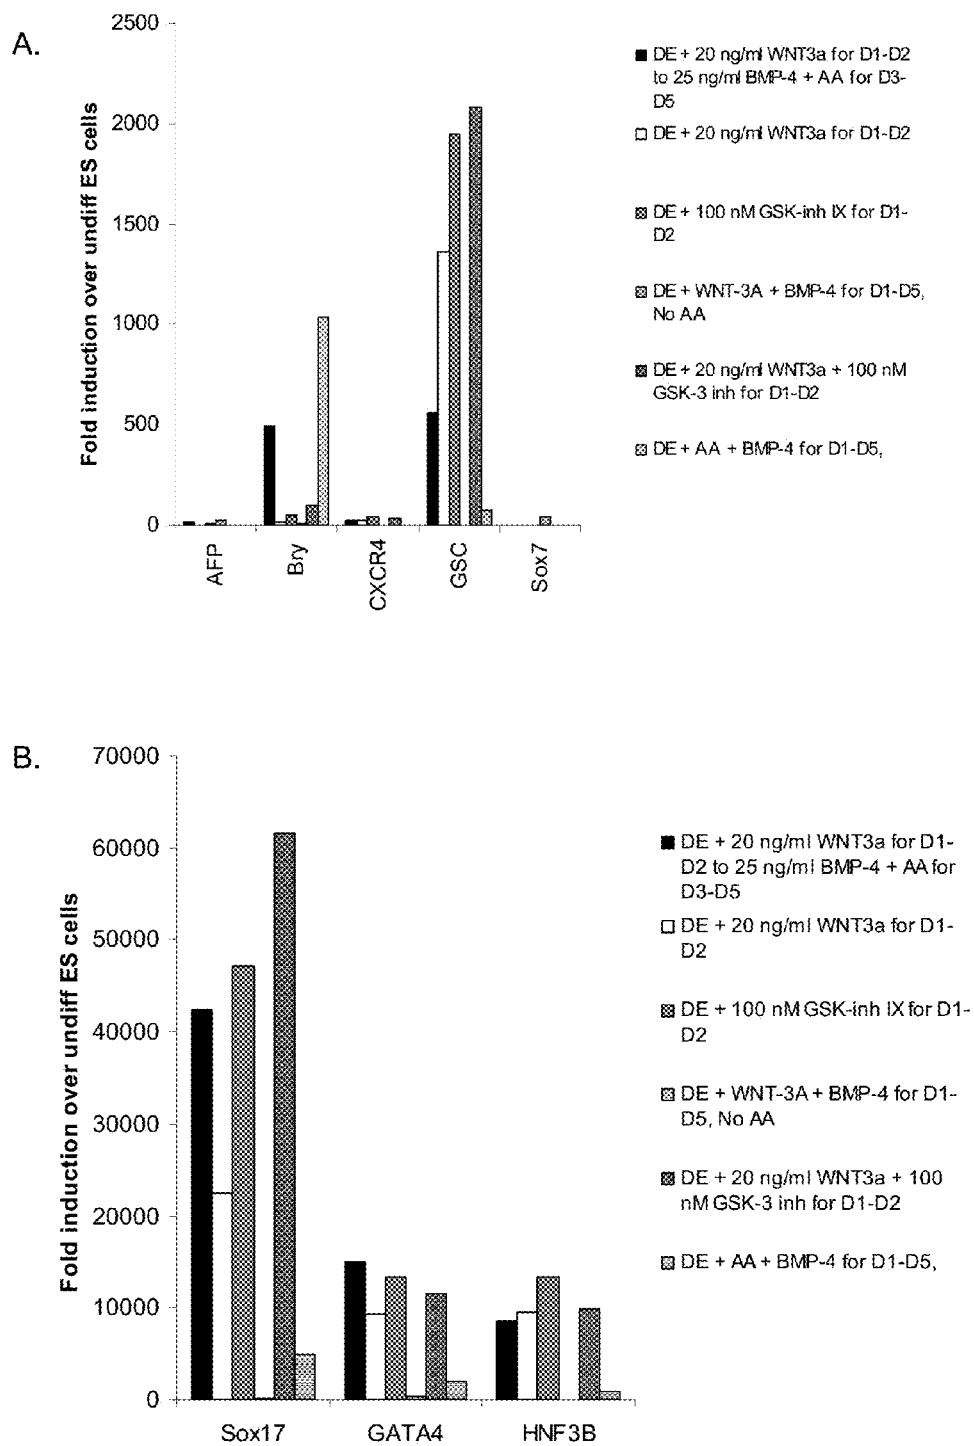 A.
Fold induction over undiff ES cells
2500
2000
1500
1000
500
0
AFP
Bry
CXCR4
GSC
Sox7
DE + 20 ng/ml WNT3a for D1-D2
to 25 ng/ml BMP-4 + AA for D3-
D5
DE + 20 ng/ml WNT3a for D1-D2
DE + 100 nM GSK-inh IX for D1-
D2
DE + WNT-3A + BMP-4 for D1-D5,
No AA
DE + 20 ng/ml WNT3a + 100 nM
GSK-3 inh for D1-D2
DE + AA + BMP-4 for D1-D5,
B.
Fold induction over undiff ES cells
70000
60000
50000
40000
30000
20000
10000
0
Sox17
GATA4
HNF3B
DE + 20 ng/ml WNT3a for D1-
D2 to 25 ng/ml BMP-4 + AA for
D3-D5
DE + 20 ng/ml WNT3a for D1-
D2
DE + 100 nM GSK-inh IX for D1-
D2
DE + WNT-3A + BMP-4 for D1-
D5, No AA
DE + 20 ng/ml WNT3a + 100
nM GSK-3 inh for D1-D2
DE + AA + BMP-4 for D1-D5,